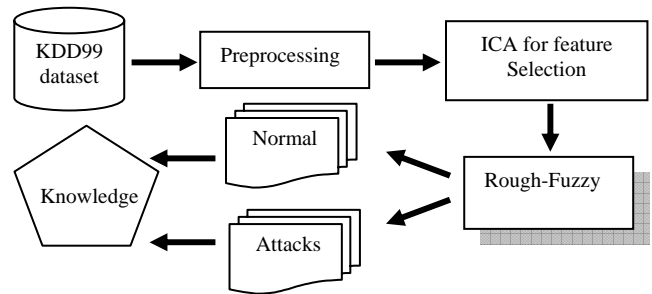 KDD99
dataset
Preprocessing
ICA for feature
Selection
Normal
Knowledge
Rough-Fuzzy
Attacks